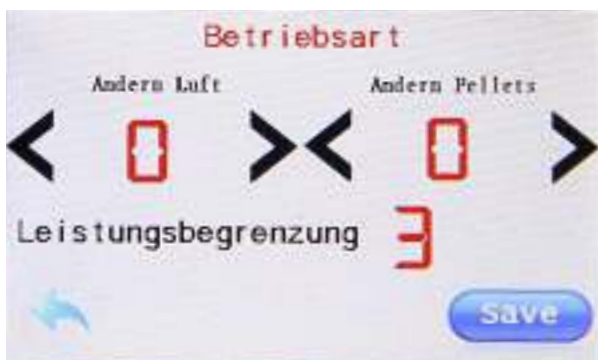 Betriebsart
Andern Luft Andern Pellets
< 0 > < 0 >
Leistungsbegrenzung 3
save